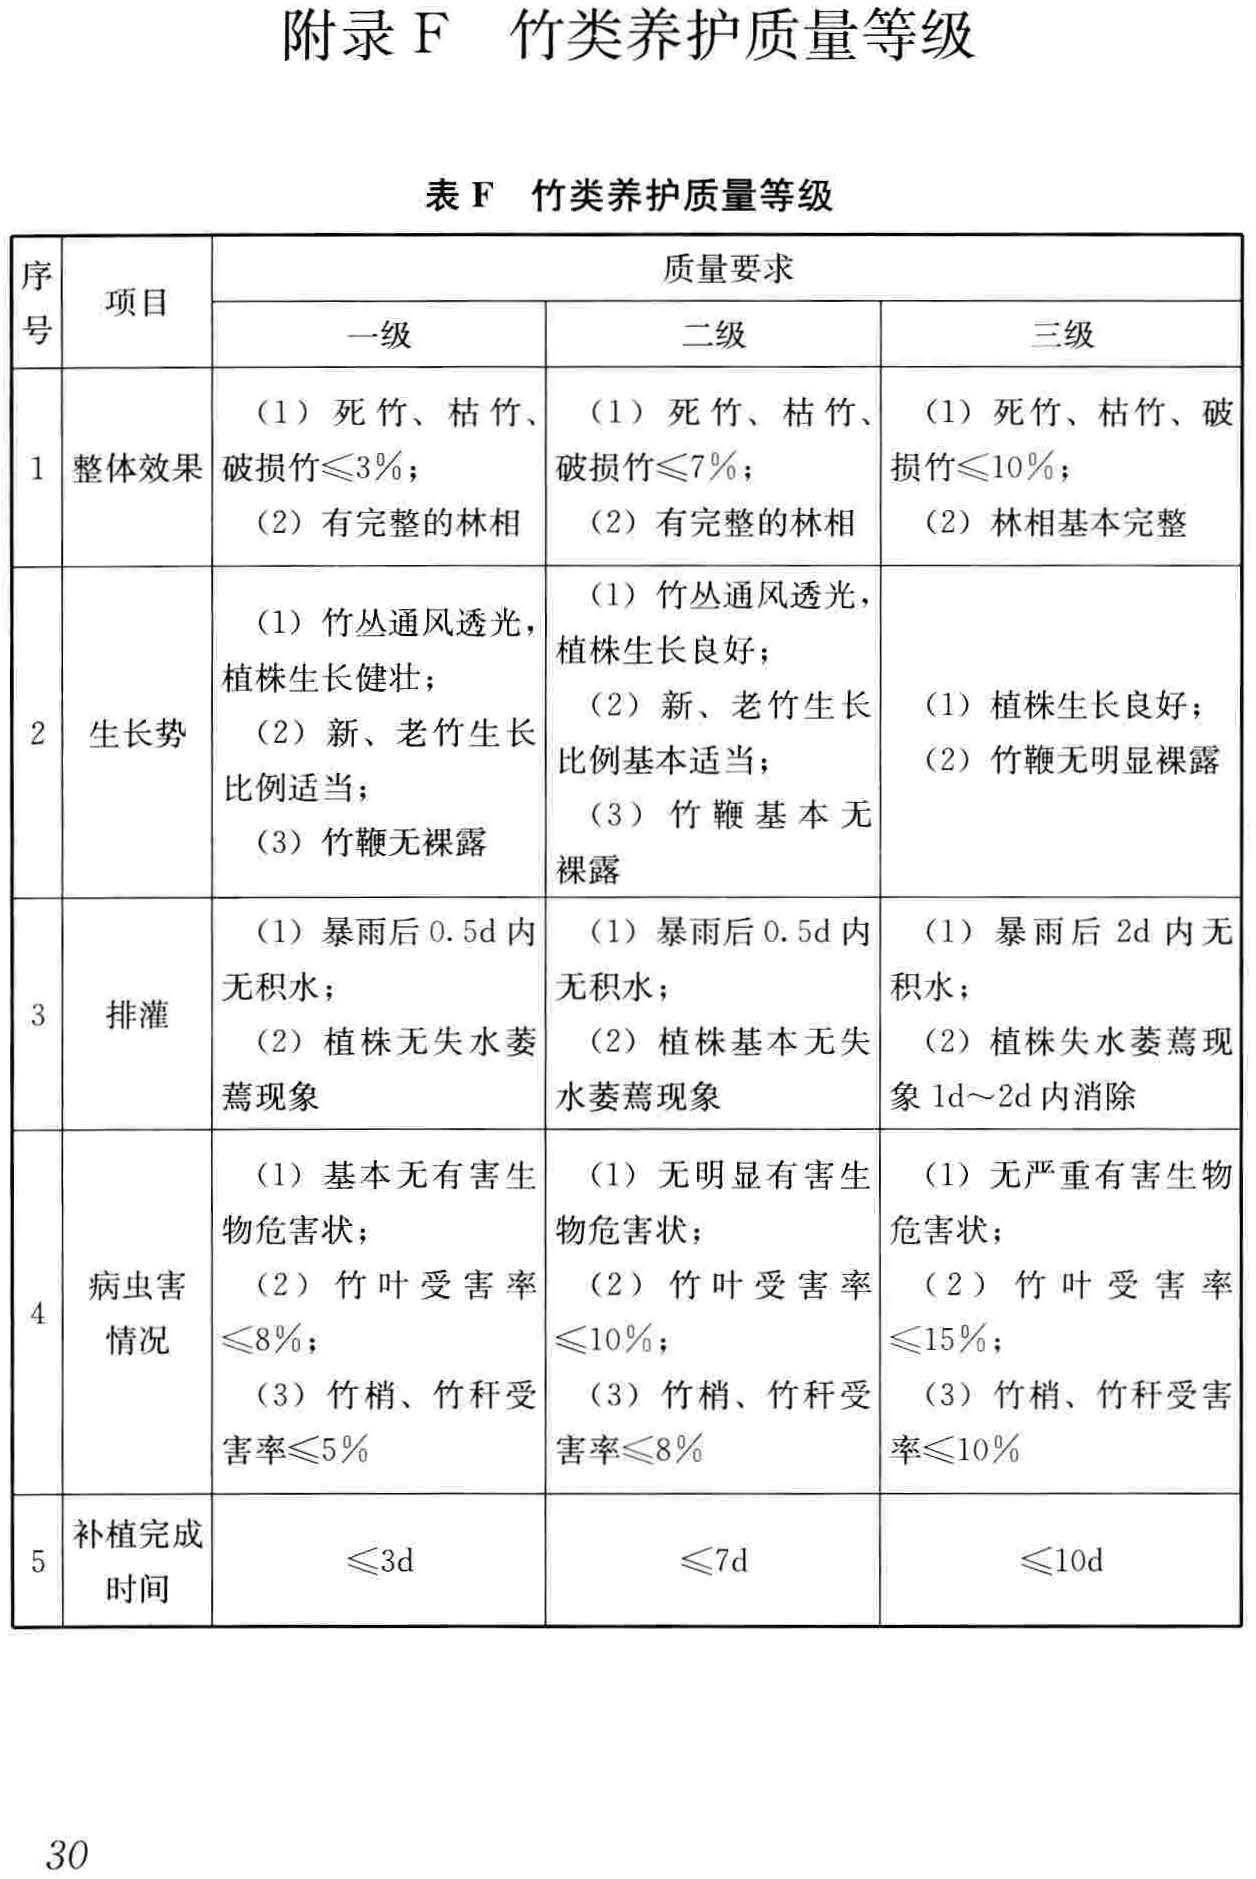 附录 F 竹类养护质量等级
表 F 竹类养护质量等级
序号
项目
质量要求
一级
二级
三级
1
整体效果
(1) 死竹、枯竹、
破损竹≤3%;
(2) 有完整的林相
(1) 死竹、枯竹、
破损竹≤7%;
(2) 有完整的林相
(1) 死竹、枯竹、破
损竹≤10%;
(2) 林相基本完整
2
生长势
(1) 竹丛通风透光,
植株生长健壮;
(2) 新、老竹生长
比例适当;
(3) 竹鞭无裸露
(1) 竹丛通风透光,
植株生长良好;
(2) 新、老竹生长
比例基本适当;
(3) 竹鞭基本无
裸露
(1) 植株生长良好;
(2) 竹鞭无明显裸露
3
排灌
(1) 暴雨后 0.5d 内
无积水;
(2) 植株无失水萎
蔫现象
(1) 暴雨后 0.5d 内
无积水;
(2) 植株基本无失
水萎蔫现象
(1) 暴雨后 2d 内无
积水;
(2) 植株失水萎蔫现
象 1d～2d 内消除
4
病虫害
情况
(1) 基本无有害生
物危害状;
(2) 竹叶受害率
≤8%;
(3) 竹梢、竹秆受
害率≤5%
(1) 无明显有害生
物危害状;
(2) 竹叶受害率
≤10%;
(3) 竹梢、竹秆受
害率≤8%
(1) 无严重有害生物
危害状;
(2) 竹叶受害率
≤15%;
(3) 竹梢、竹秆受害
率≤10%
5
补植完成
时间
≤3d
≤7d
≤10d
30